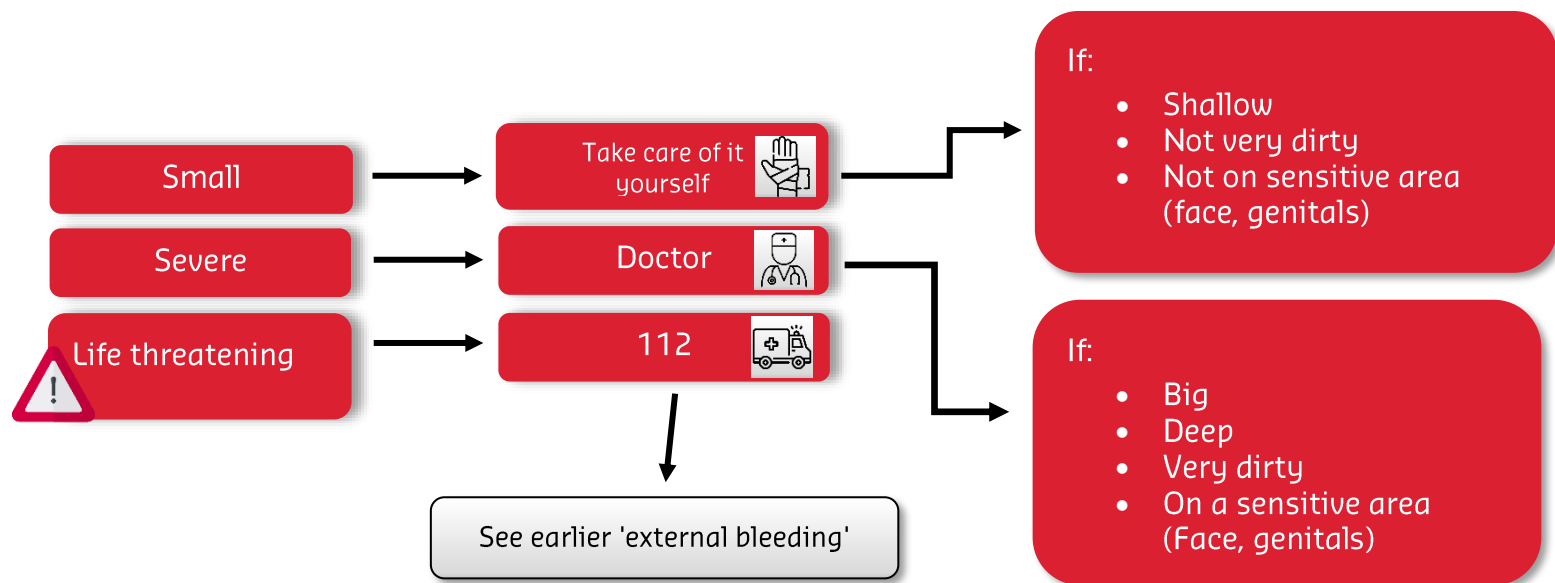 Small
Take care of it
yourself
If:
• Shallow
• Not very dirty
• Not on sensitive area
(face, genitals)
Severe
Doctor
Life threatening
!
112
If:
• Big
• Deep
• Very dirty
• On a sensitive area
(Face, genitals)
See earlier 'external bleeding'